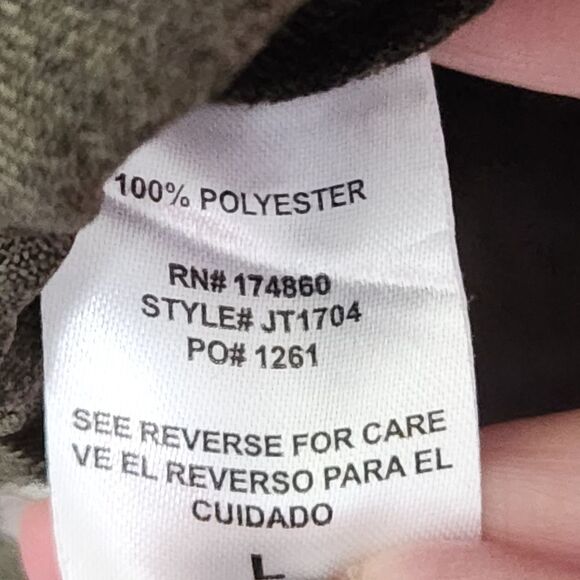 100% POLYESTER
RN# 174860
STYLE# JT1704
PO# 1261
SEE REVERSE FOR CARE
VE EL REVERSO PARA EL
CUIDADO